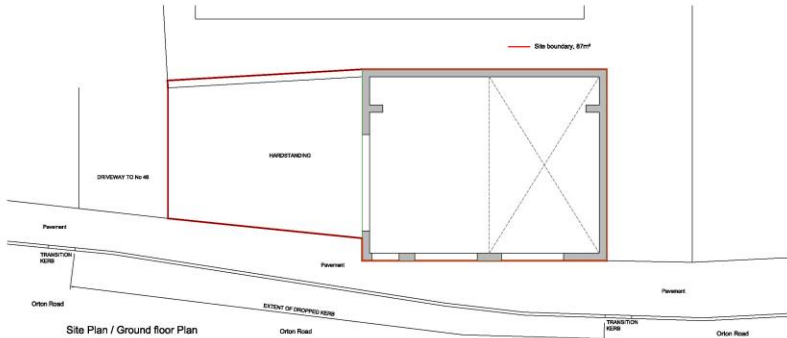 Site boundary, 87m²
HARDSTANDING
DRIVEWAY TO No 46
Pavement
TRANSITION
KERB
Pavement
Pavement
Orton Road
EXTENT OF DROPPED KERB
TRANSITION
KERB
Site Plan / Ground floor Plan
Orton Road
Orton Road